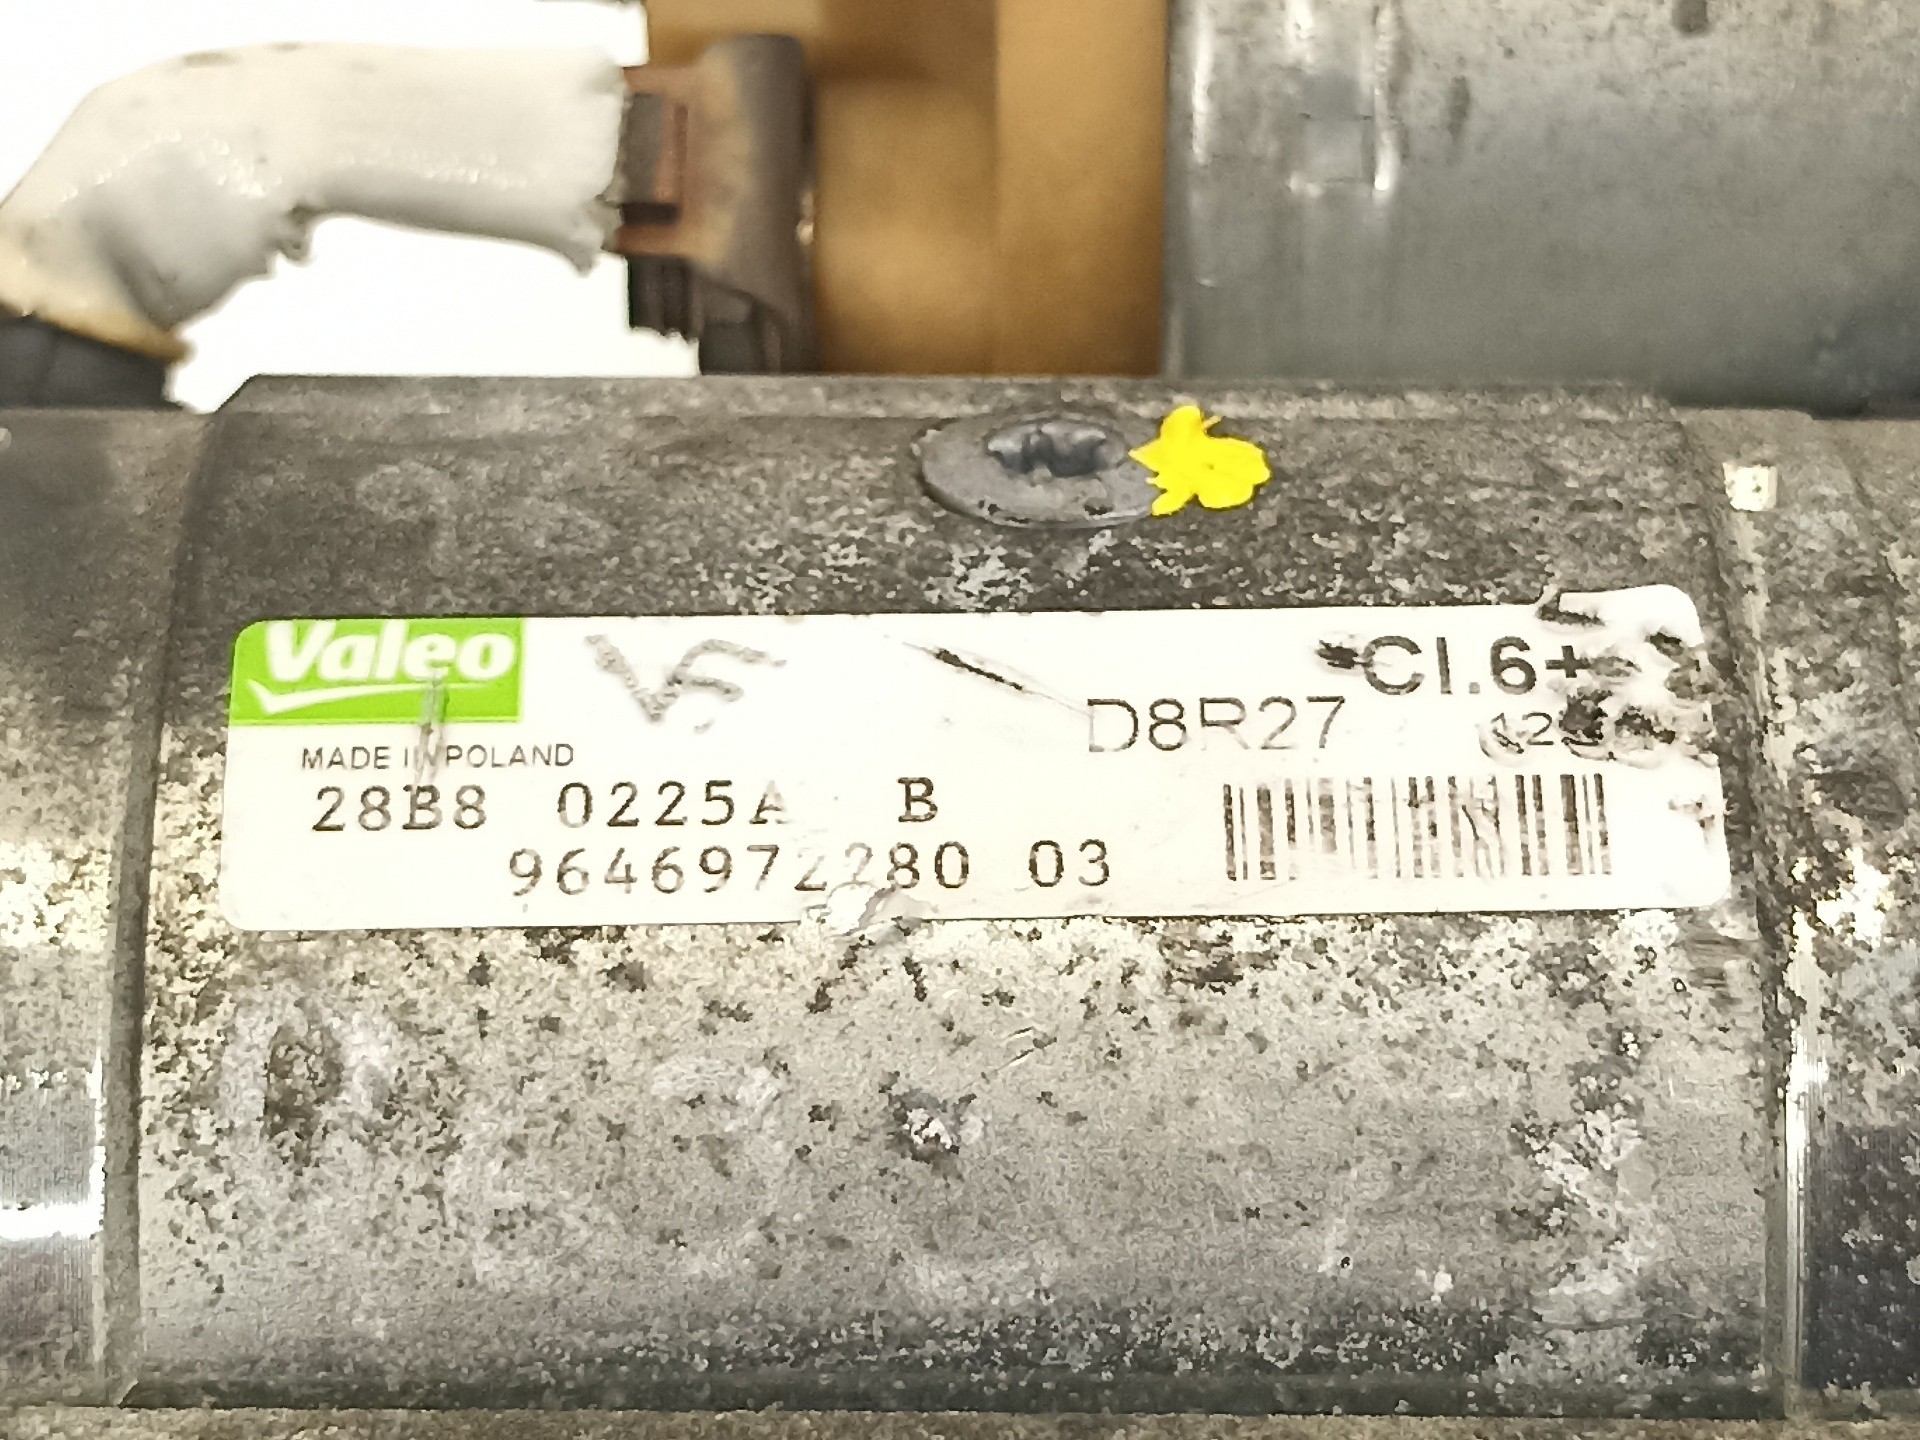 Valeo
V5
Cl.6+
D8R27
MADE IN POLAND
28B8 0225A B
9646972280 03